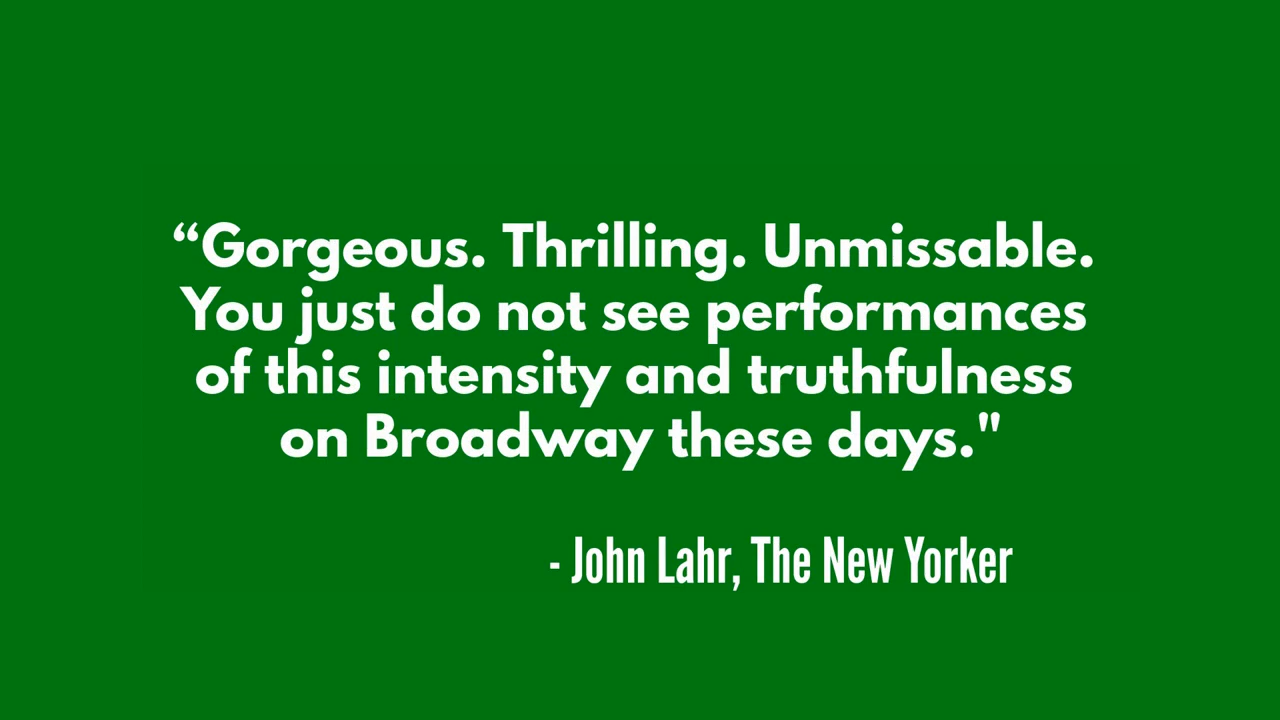 “Gorgeous. Thrilling. Unmissable.
You just do not see performances
of this intensity and truthfulness
on Broadway these days."
- John Lahr, The New Yorker